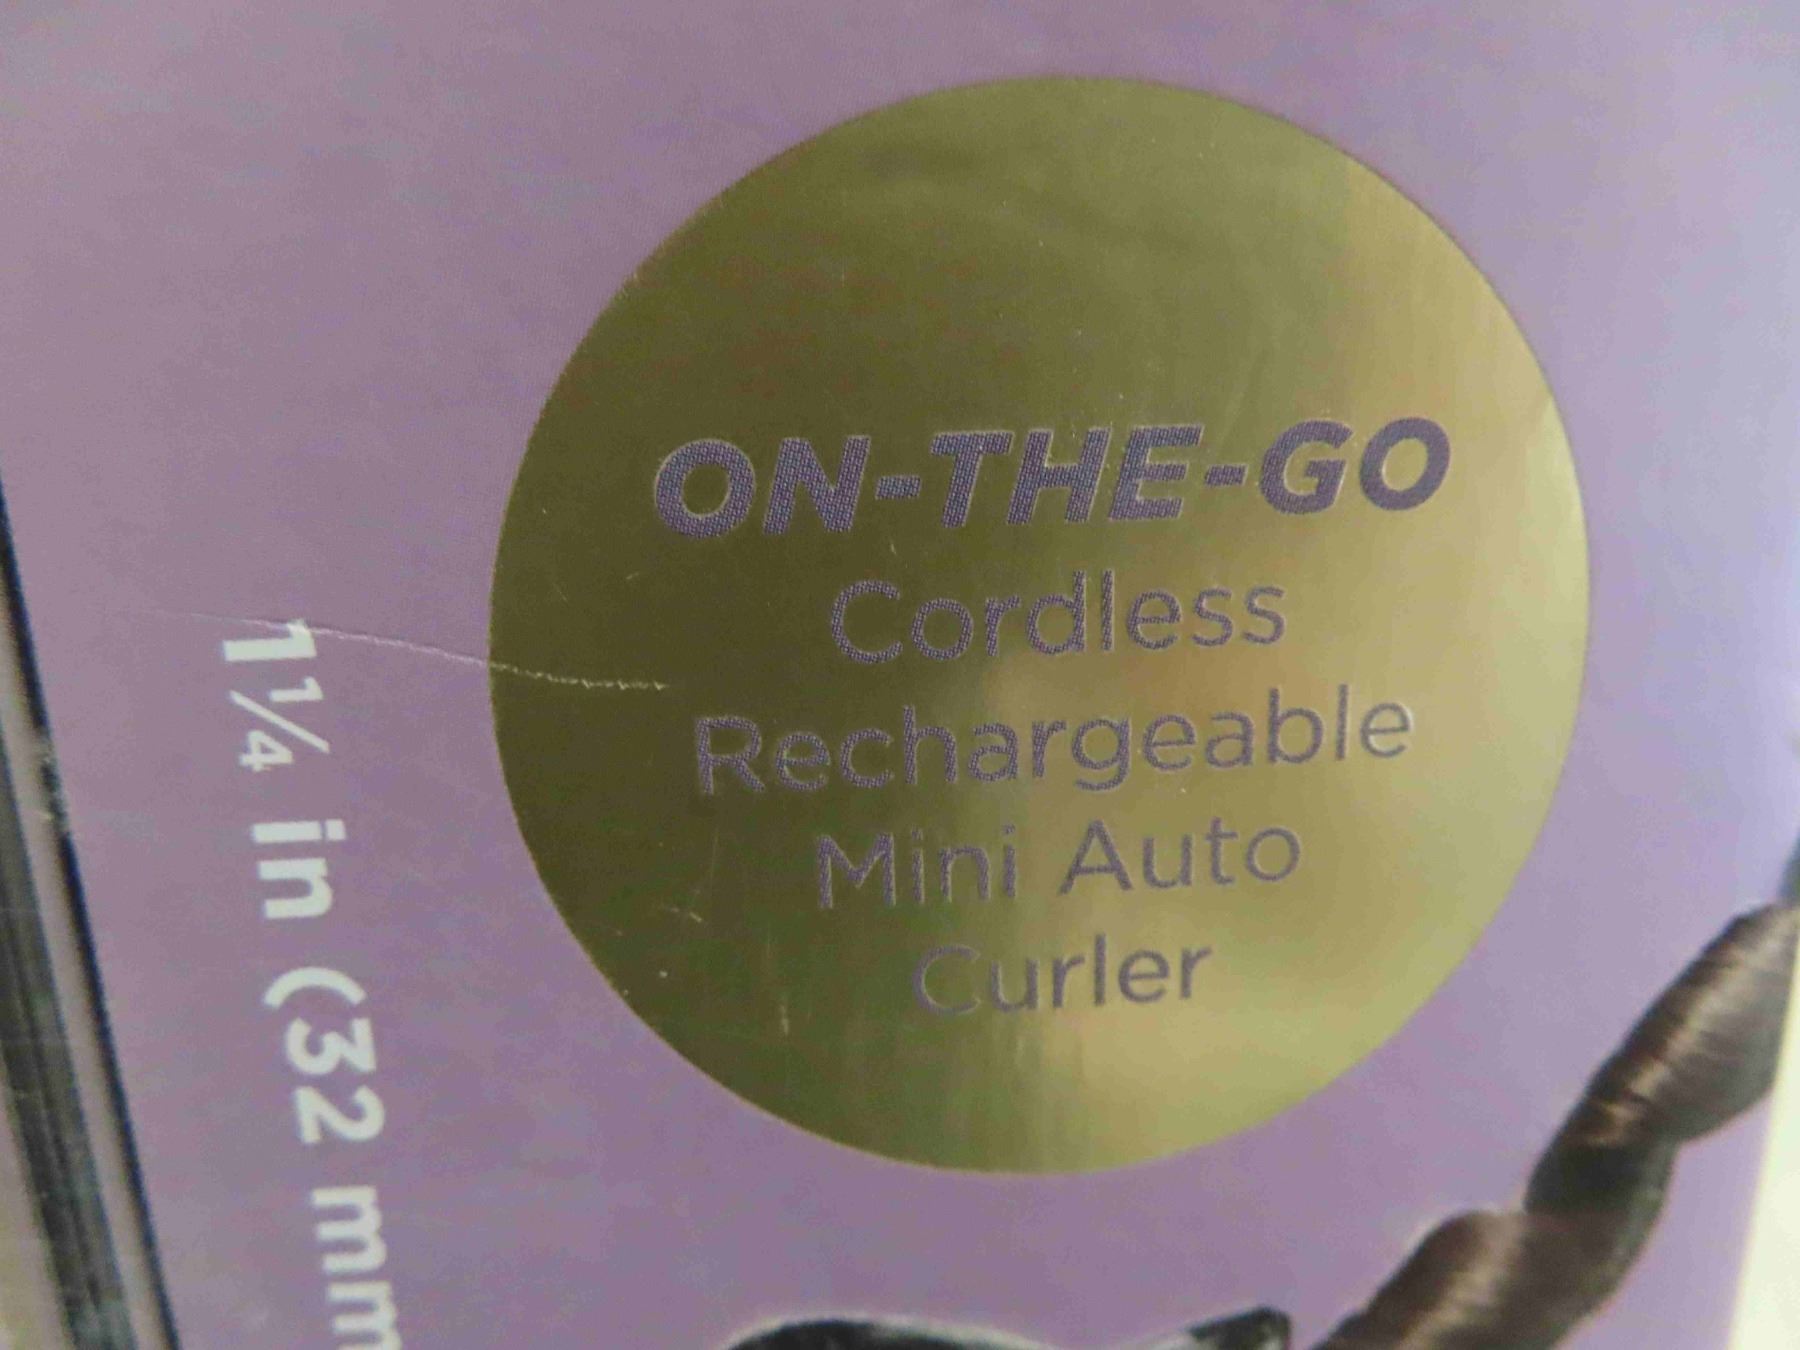 ON-THE-GO
Cordless
Rechargeable
Mini Auto
Curler
1¼ in (32 mm